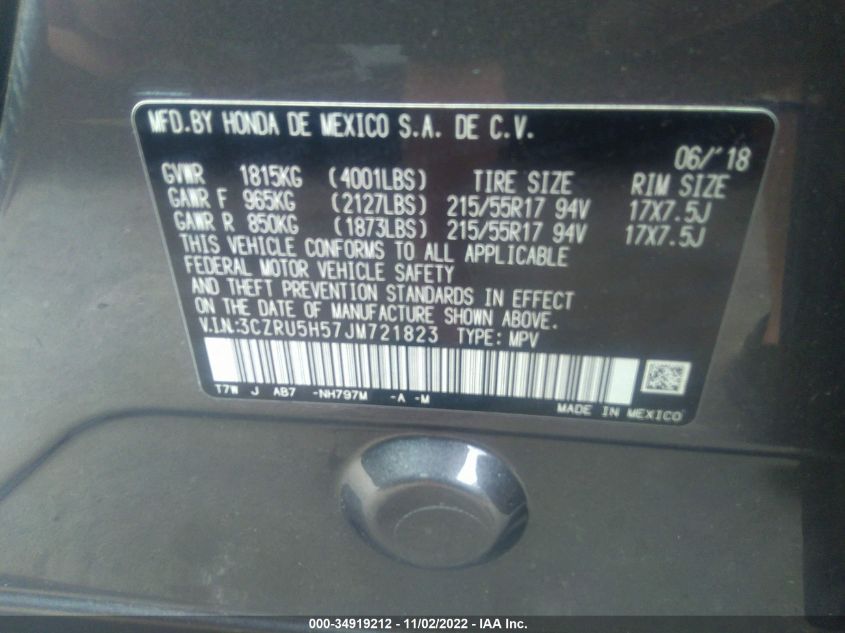 MFD.BY HONDA DE MEXICO S.A. DE C.V.
06/'18
GVWR 1815KG (4001LBS) TIRE SIZE RIM SIZE
GAWR F 965KG (2127LBS) 215/55R17 94V 17X7.5J
GAWR R 850KG (1873LBS) 215/55R17 94V 17X7.5J
THIS VEHICLE CONFORMS TO ALL APPLICABLE
FEDERAL MOTOR VEHICLE SAFETY
AND THEFT PREVENTION STANDARDS IN EFFECT
ON THE DATE OF MANUFACTURE SHOWN ABOVE.
V.I.N:3CZRU5H57JM721823 TYPE: MPV
T7W J AB7 -NH797M -A -M
MADE IN MEXICO
000-34919212 - 11/02/2022 - IAA Inc.